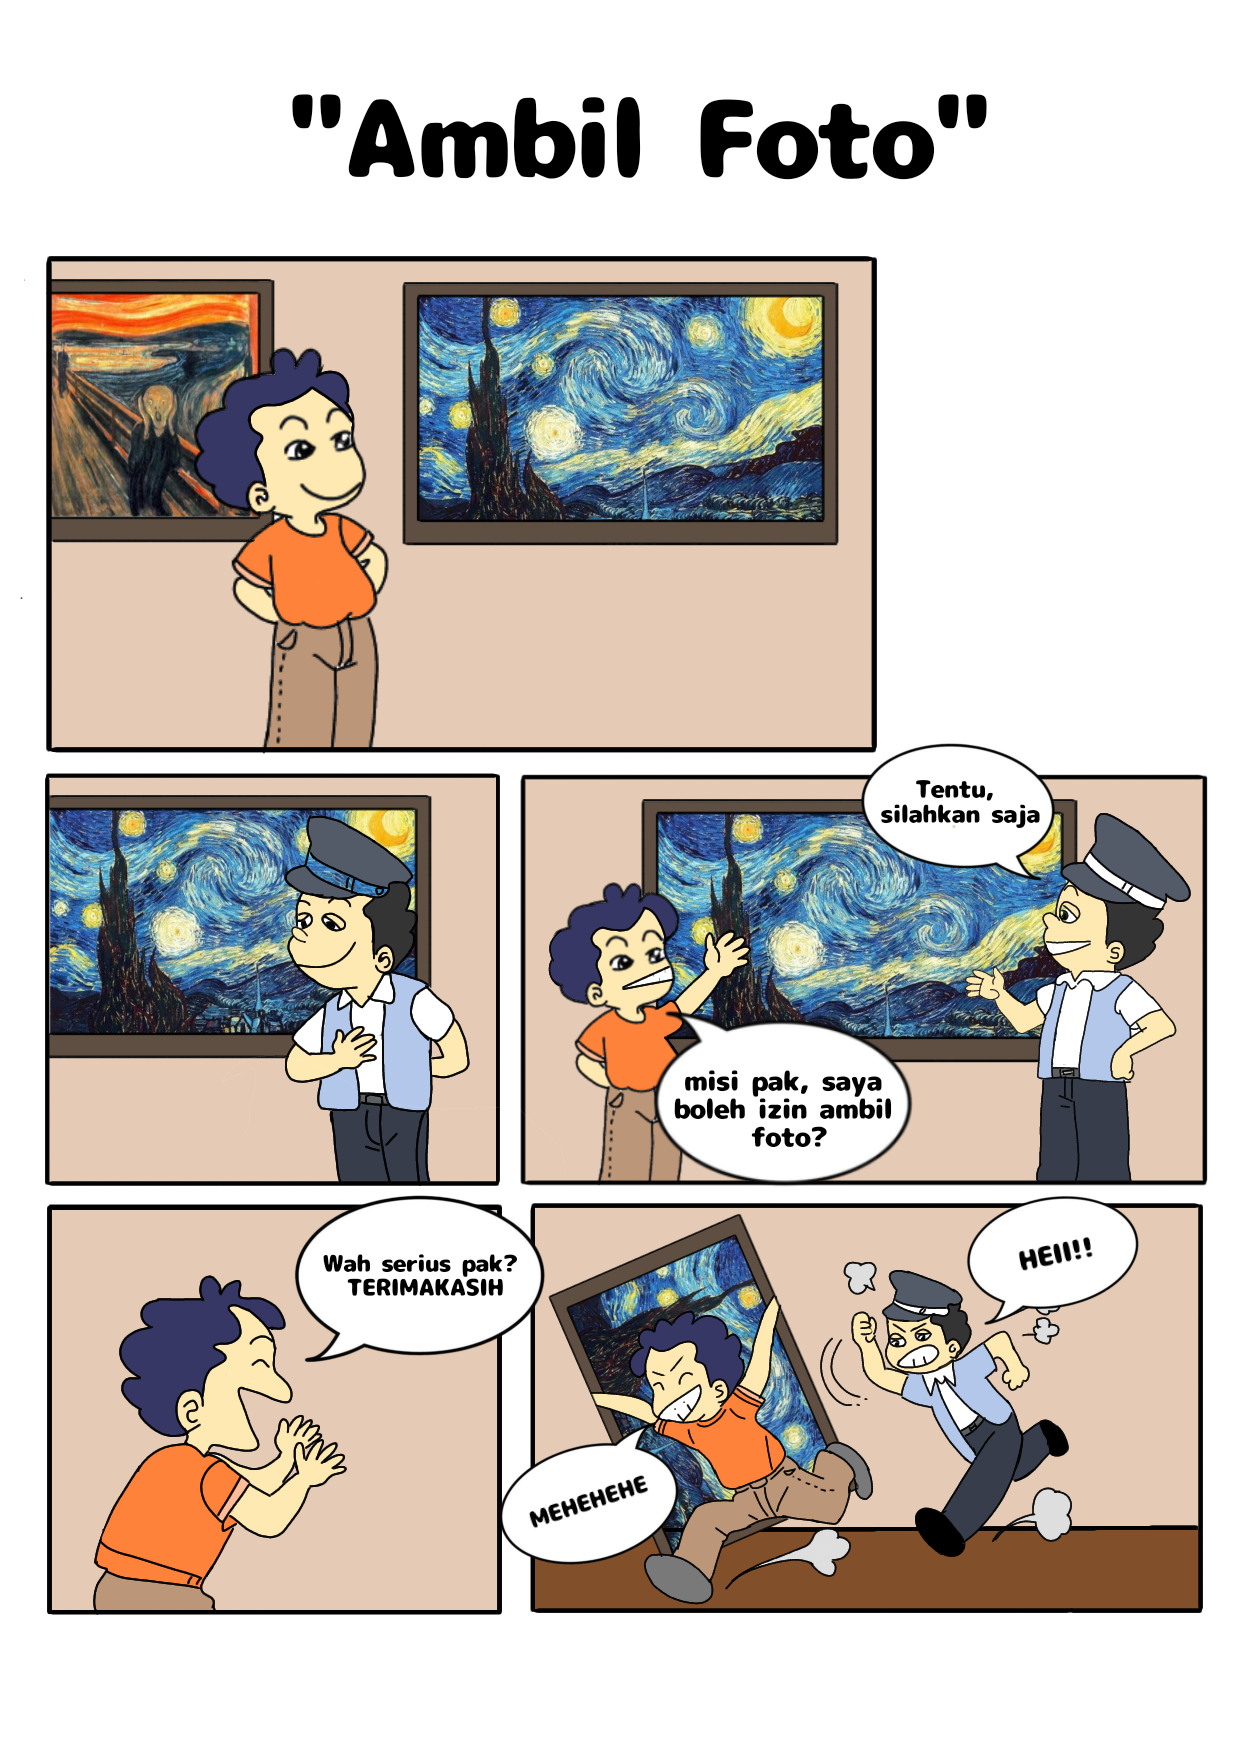 "Ambil Foto"
Tentu,
silahkan saja
misi pak, saya
boleh izin ambil
foto?
Wah serius pak?
TERIMAKASIH
HEII!!
MEHEHEHE